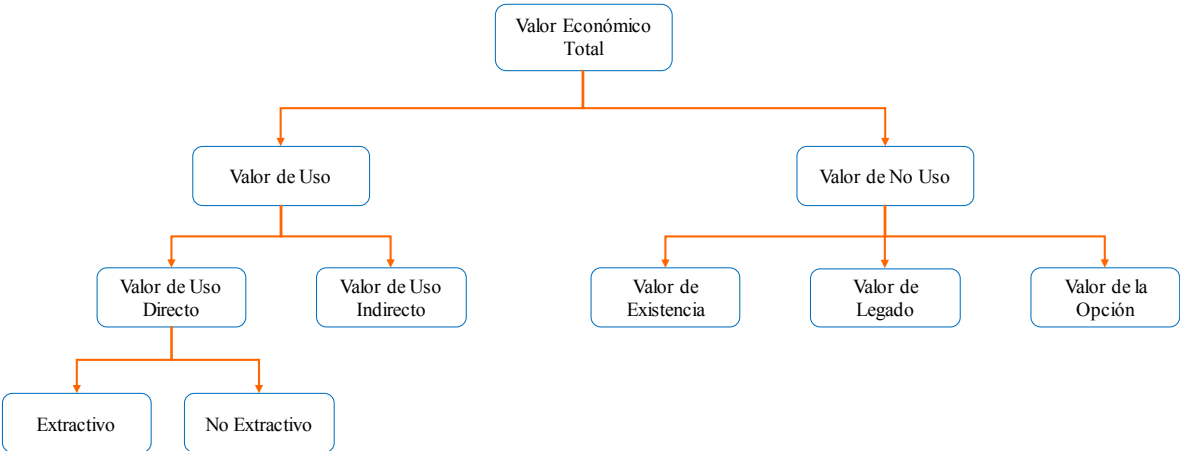 Valor Económico
Total
Valor de Uso
Valor de No Uso
Valor de Uso
Directo
Valor de Uso
Indirecto
Valor de
Existencia
Valor de
Legado
Valor de la
Opción
Extractivo
No Extractivo